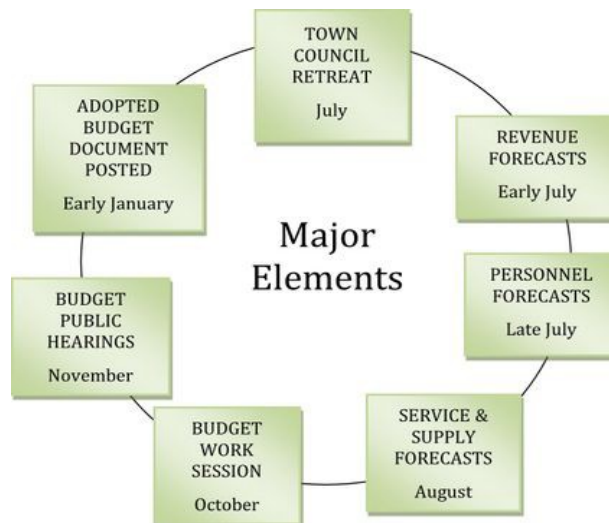 TOWN
COUNCIL
RETREAT
July
REVENUE
FORECASTS
Early July
PERSONNEL
FORECASTS
Late July
SERVICE &
SUPPLY
FORECASTS
August
BUDGET
WORK
SESSION
October
BUDGET
PUBLIC
HEARINGS
November
ADOPTED
BUDGET
DOCUMENT
POSTED
Early January
Major
Elements